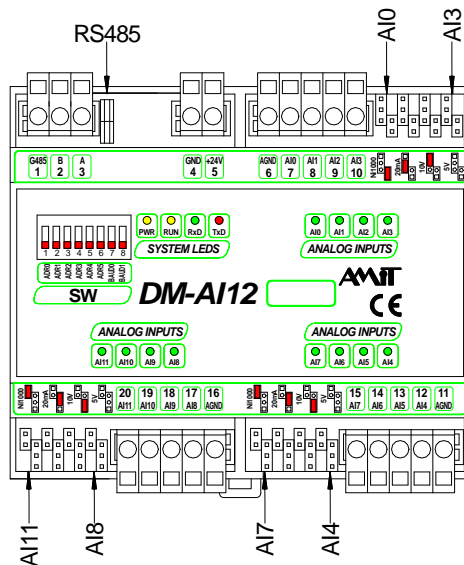 RS485
AI0
AI3
G485 B A GND +24V AGND AI0 AI1 AI2 AI3
1 2 3 4 5 6 7 8 9 10
Ni1000 20mA 10V 5V
PWR RUN RxD TxD
SYSTEM LEDS
AI0 AI1 AI2 AI3
ANALOG INPUTS
1 2 3 4 5 6 7 8
ADR0 ADR1 ADR2 ADR3 ADR4 ADR5 BAUD0 BAUD1
SW
DM-AI12
AMiT
CE
ANALOG INPUTS
AI11 AI10 AI9 AI8
ANALOG INPUTS
AI7 AI6 AI5 AI4
Ni1000 20mA 10V 5V
20 19 18 17 16
AI11 AI10 AI9 AI8 AGND
Ni1000 20mA 10V 5V
15 14 13 12 11
AI7 AI6 AI5 AI4 AGND
AI11
AI8
AI7
AI4